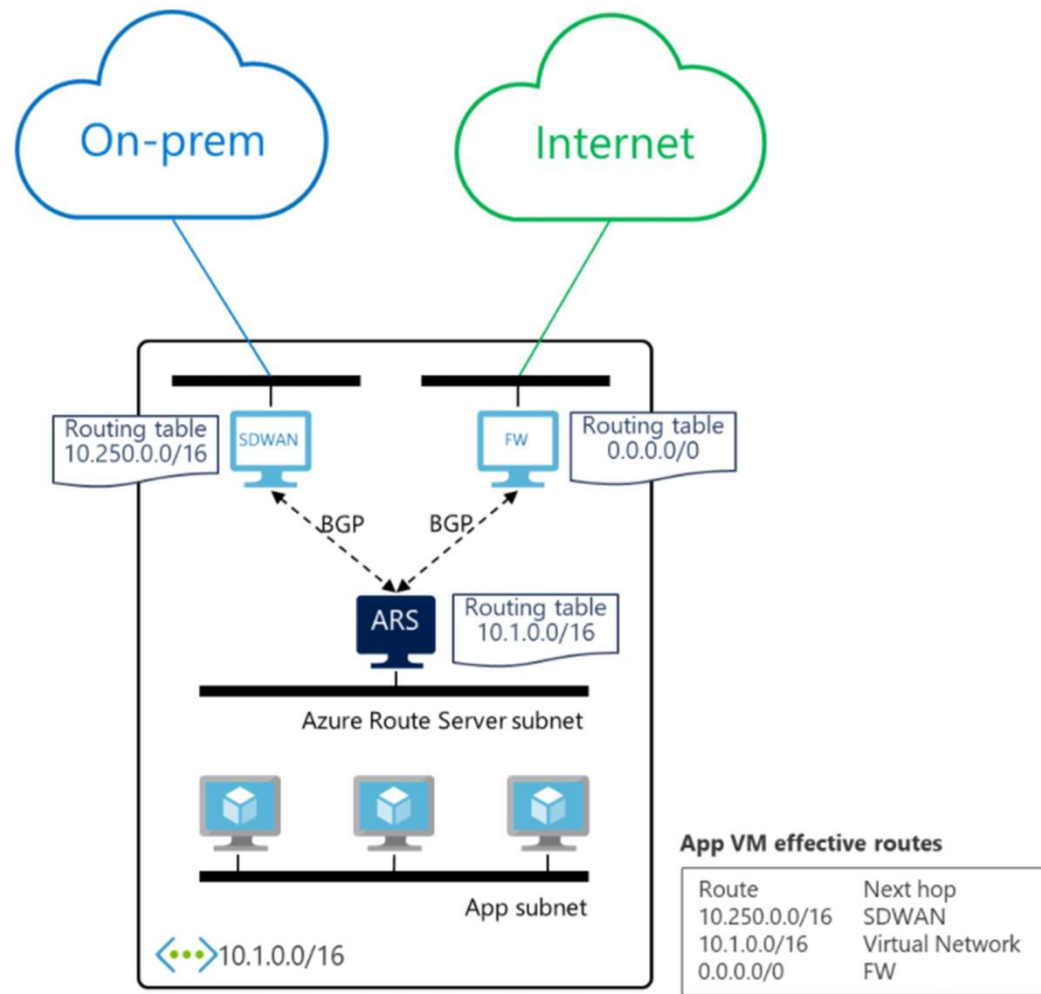 On-prem
Internet
Routing table
10.250.0.0/16
SDWAN
FW
Routing table
0.0.0.0/0
BGP
BGP
ARS
Routing table
10.1.0.0/16
Azure Route Server subnet
App subnet
10.1.0.0/16
App VM effective routes
Route Next hop
10.250.0.0/16 SDWAN
10.1.0.0/16 Virtual Network
0.0.0.0/0 FW